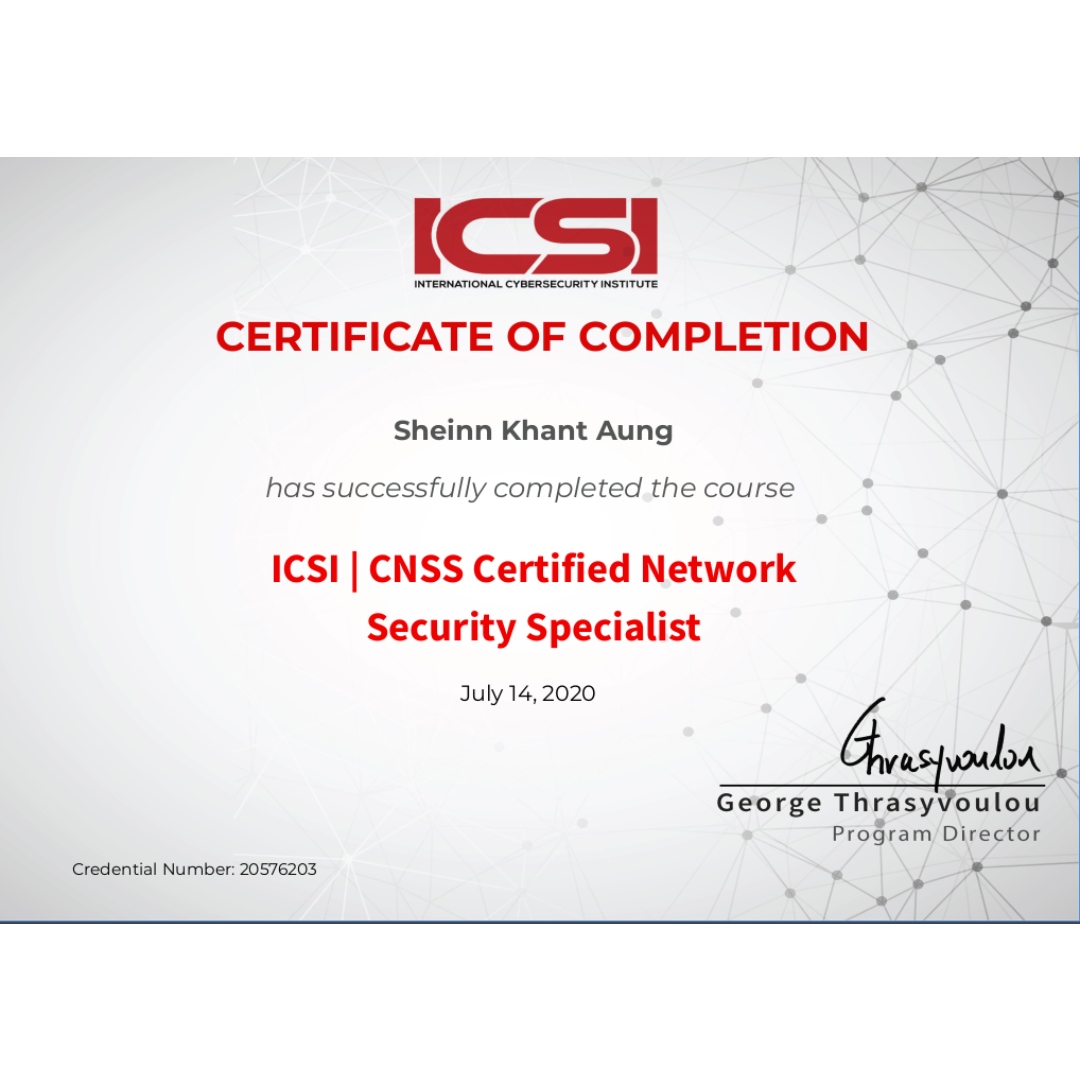 ICSI
INTERNATIONAL CYBERSECURITY INSTITUTE
CERTIFICATE OF COMPLETION
Sheinn Khant Aung
has successfully completed the course
ICSI | CNSS Certified Network
Security Specialist
July 14, 2020
Thrasyvoulou
George Thrasyvoulou
Program Director
Credential Number: 20576203